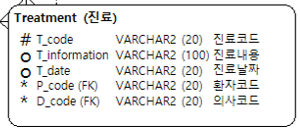 Treatment (진료)
# T_code VARCHAR2 (20) 진료코드
o T_information VARCHAR2 (100) 진료내용
o T_date VARCHAR2 (20) 진료날짜
* P_code (FK) VARCHAR2 (20) 환자코드
* D_code (FK) VARCHAR2 (20) 의사코드